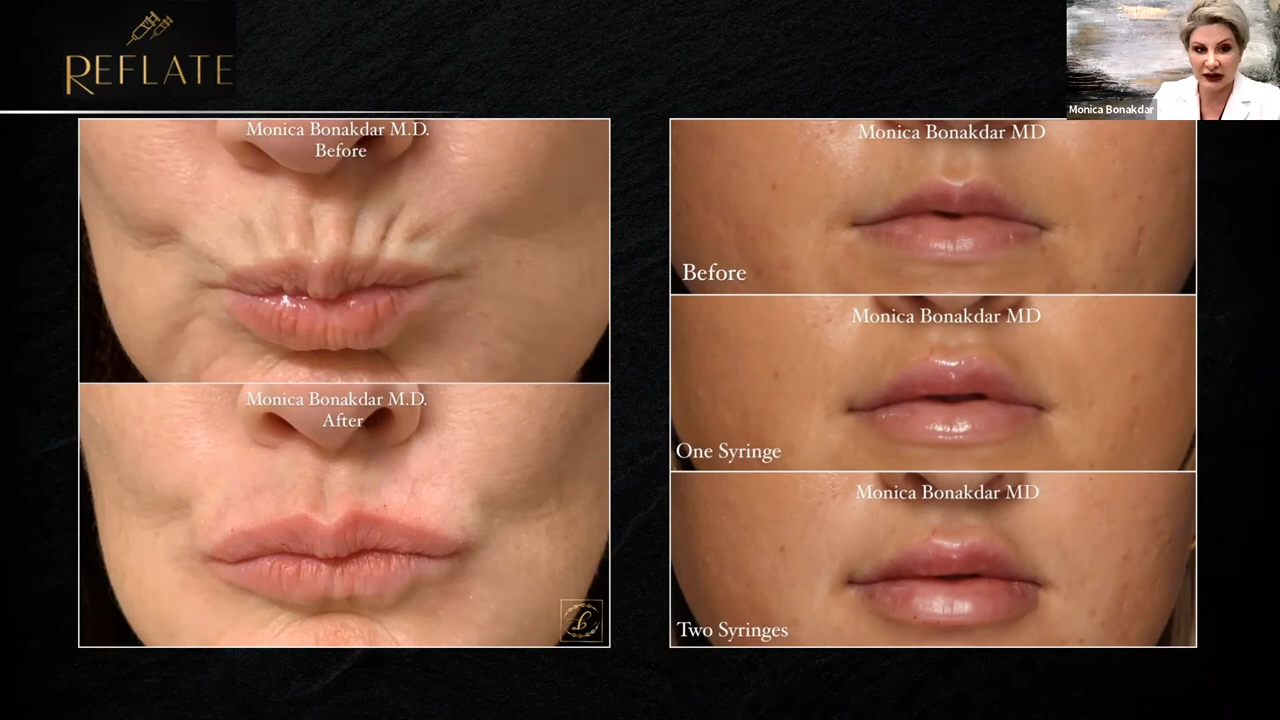 REFLATE
Monica Bonakdar
Monica Bonakdar M.D.
Before
Monica Bonakdar M.D.
After
Monica Bonakdar MD
Before
Monica Bonakdar MD
One Syringe
Monica Bonakdar MD
Two Syringes